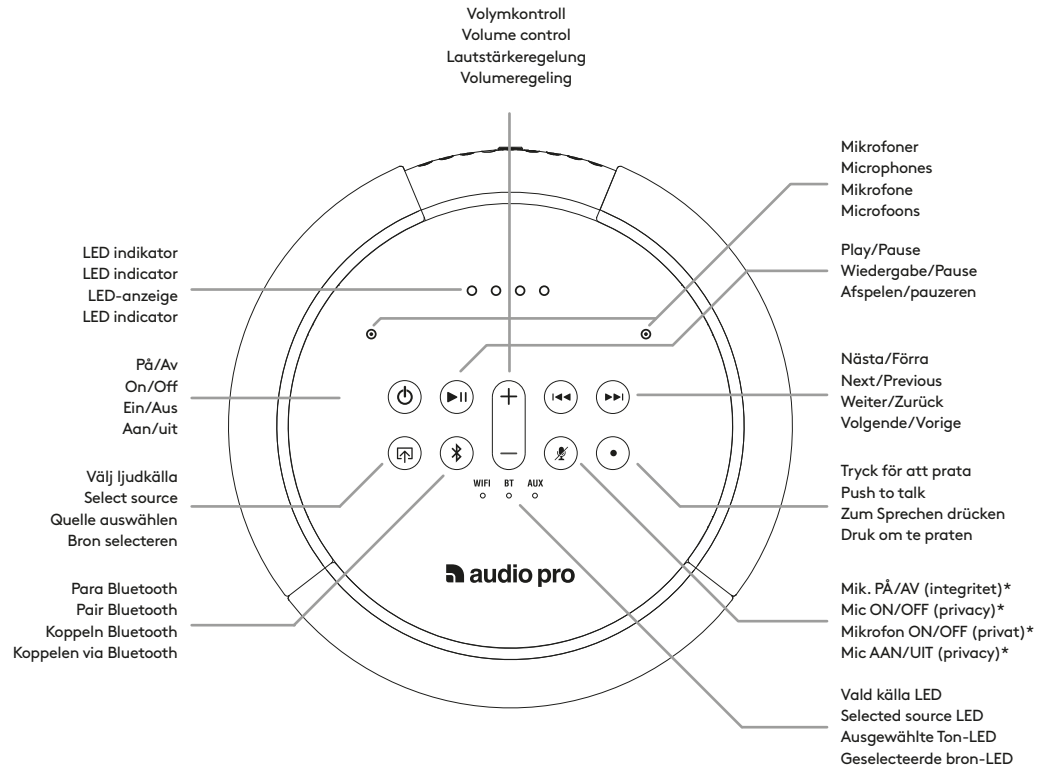 Volymkontroll
Volume control
Lautstärkeregelung
Volumeregeling
Mikrofoner
Microphones
Mikrofone
Microfoons
Play/Pause
Wiedergabe/Pause
Afspelen/pauzeren
LED indikator
LED indicator
LED-anzeige
LED indicator
På/Av
On/Off
Ein/Aus
Aan/uit
Nästa/Förra
Next/Previous
Weiter/Zurück
Volgende/Vorige
Välj ljudkälla
Select source
Quelle auswählen
Bron selecteren
WIFI BT AUX
Tryck för att prata
Push to talk
Zum Sprechen drücken
Druk om te praten
audio pro
Para Bluetooth
Pair Bluetooth
Koppeln Bluetooth
Koppelen via Bluetooth
Mik. PÅ/AV (integritet)*
Mic ON/OFF (privacy)*
Mikrofon ON/OFF (privat)*
Mic AAN/UIT (privacy)*
Vald källa LED
Selected source LED
Ausgewählte Ton-LED
Geselecteerde bron-LED